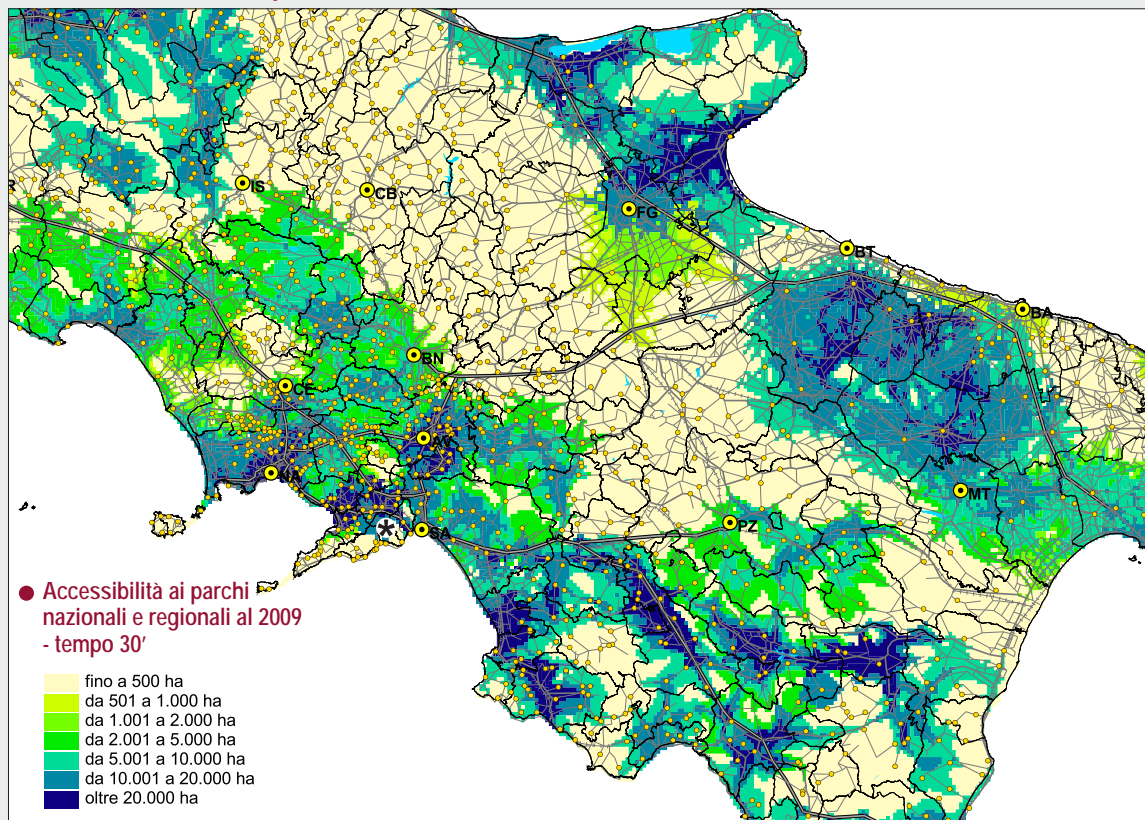 IS
CB
FG
BT
BA
BN
CE
AV
NA
MT
SA
PZ
*
● Accessibilità ai parchi
nazionali e regionali al 2009
- tempo 30’
fino a 500 ha
da 501 a 1.000 ha
da 1.001 a 2.000 ha
da 2.001 a 5.000 ha
da 5.001 a 10.000 ha
da 10.001 a 20.000 ha
oltre 20.000 ha